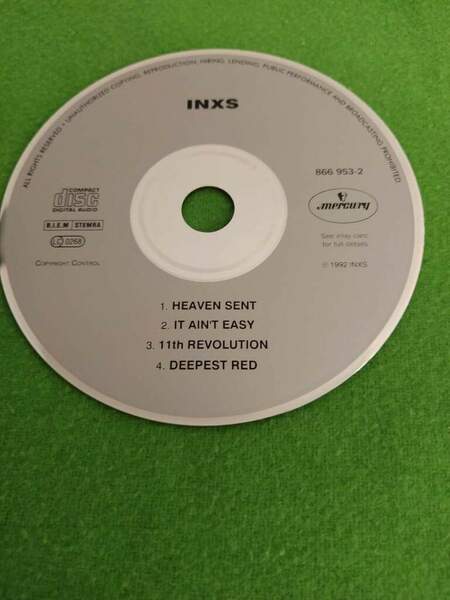 ALL RIGHTS RESERVED • UNAUTHORIZED COPYING, REPRODUCTION, HIRING, LENDING, PUBLIC PERFORMANCE AND BROADCASTING PROHIBITED
INXS
866 953-2
COMPACT
disc
DIGITAL AUDIO
mercury
B.I.E.M STEMRA
LC 0268
See inlay card
for full details
COPYRIGHT CONTROL
℗ 1992 INXS
1. HEAVEN SENT
2. IT AIN'T EASY
3. 11th REVOLUTION
4. DEEPEST RED